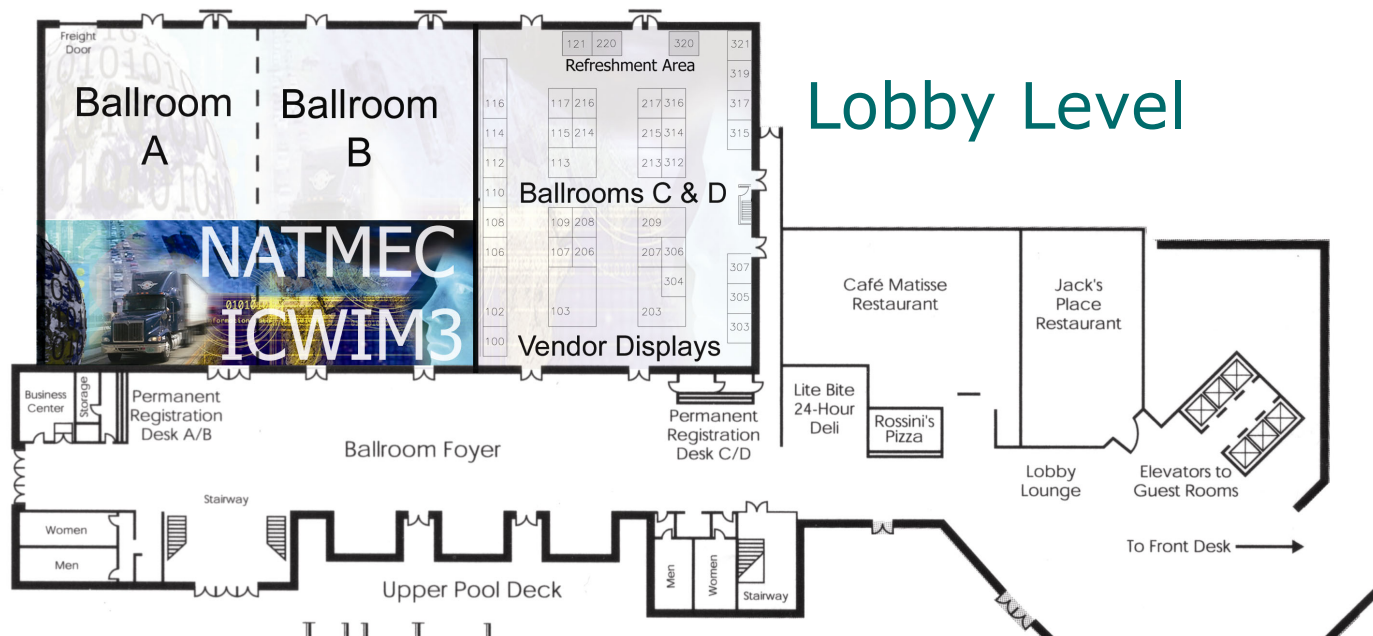 Lobby Level
Freight
Door
Ballroom
A
Ballroom
B
121 220 320 321
Refreshment Area
319
116 117 216 217 316 317
114 115 214 215 314 315
112 113 213 312
110 Ballrooms C & D
108 109 208 209
106 107 206 207 306 307
304
305
102 103 203
303
100
Vendor Displays
NATMEC
ICWIM3
Café Matisse
Restaurant
Jack's
Place
Restaurant
Business
Center
Storage
Permanent
Registration
Desk A/B
Ballroom Foyer
Permanent
Registration
Desk C/D
Lite Bite
24-Hour
Deli
Rossini's
Pizza
Lobby
Lounge
Elevators to
Guest Rooms
Stairway
Women
Men
To Front Desk
Upper Pool Deck
Men
Women
Stairway